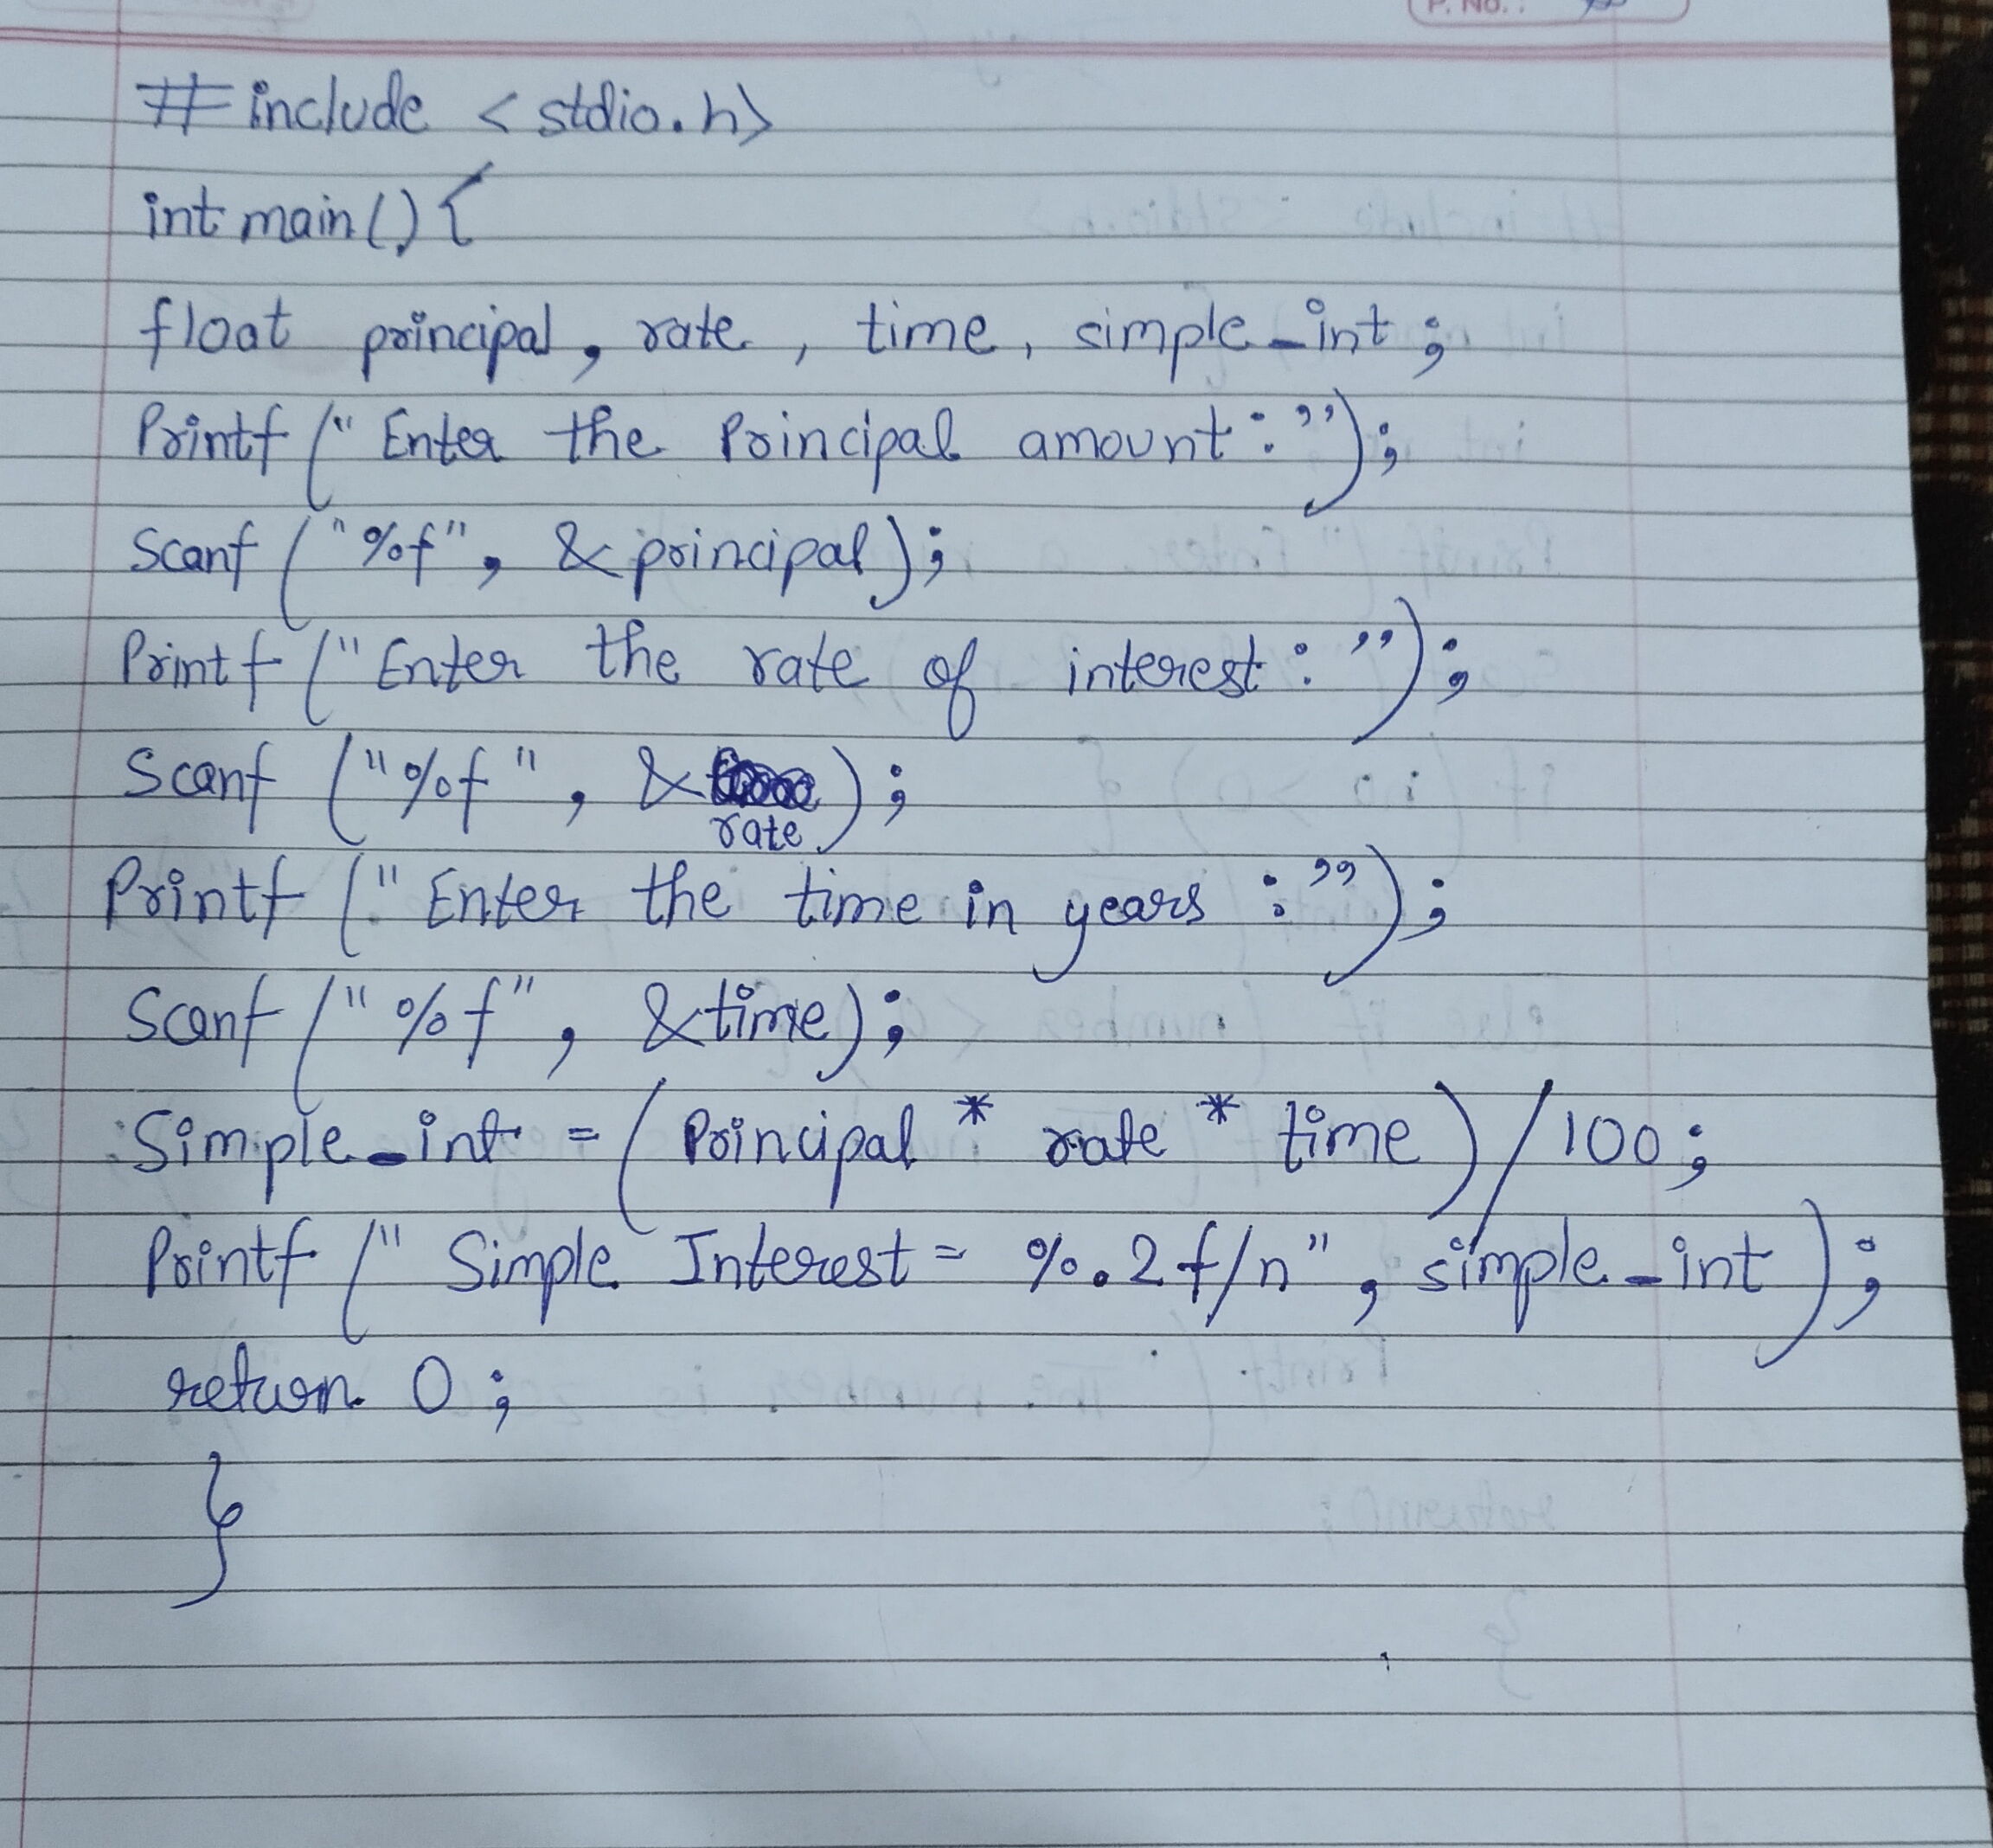 P. No. :
#include <stdio.h>
int main() {
float principal, rate, time, simple_int;
Printf ("Enter the Principal amount:");
Scanf ("%f", &principal);
Printf ("Enter the rate of interest:");
Scanf ("%f", &rate);
Printf ("Enter the time in years:");
Scanf ("%f", &time);
Simple_int = (Principal * rate * time)/100;
Printf ("Simple Interest = %.2f/n", simple_int);
return 0;
}